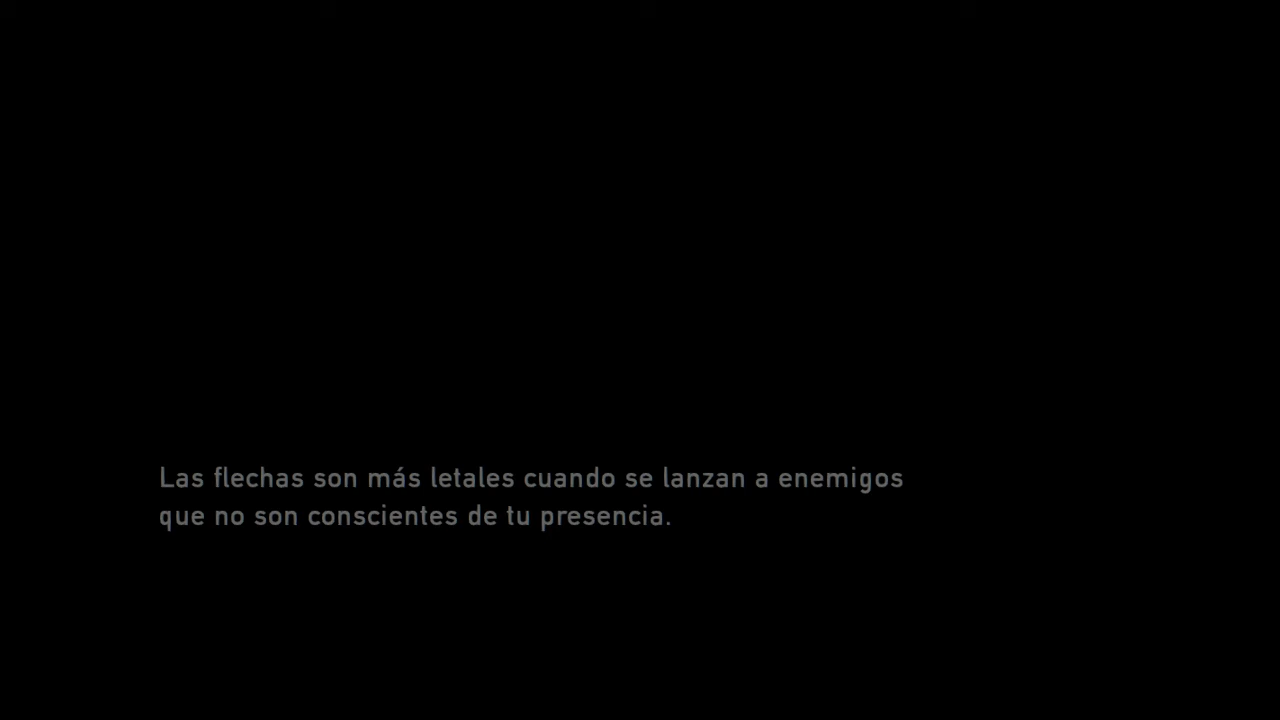 Las flechas son más letales cuando se lanzan a enemigos
que no son conscientes de tu presencia.